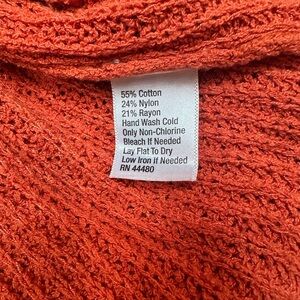 55% Cotton
24% Nylon
21% Rayon
Hand Wash Cold
Only Non-Chlorine
Bleach If Needed
Lay Flat To Dry
Low Iron If Needed
RN 44480